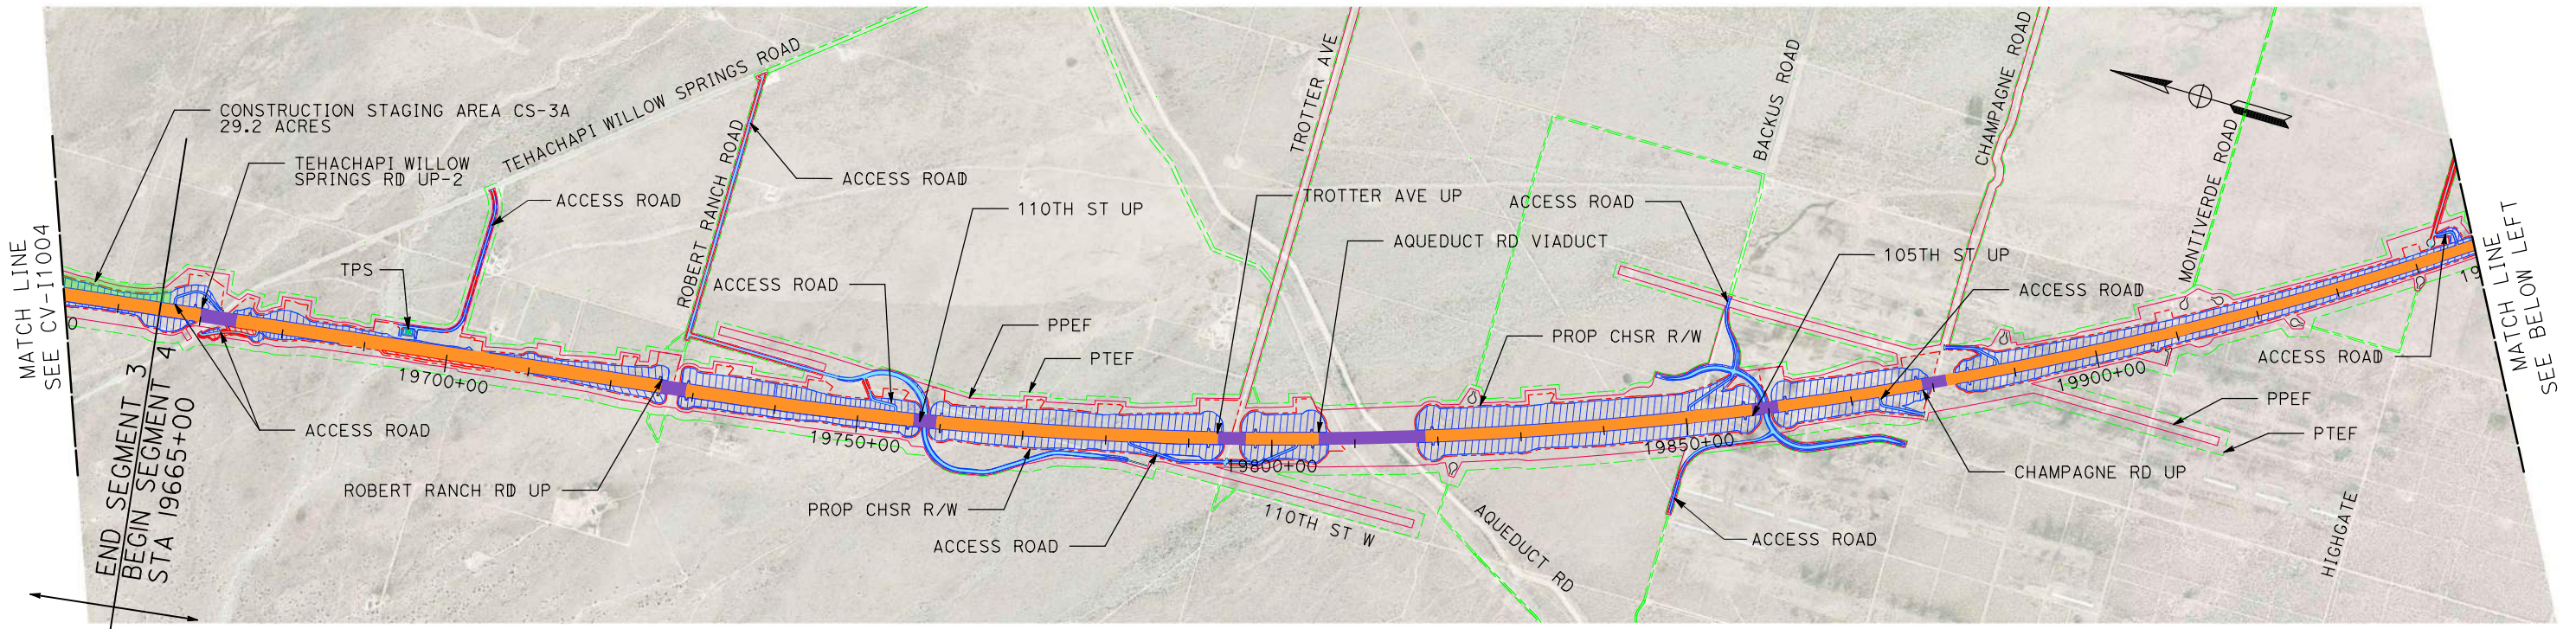 MATCH LINE
SEE CV-I1004
CONSTRUCTION STAGING AREA CS-3A
29.2 ACRES
TEHACHAPI WILLOW
SPRINGS RD UP-2
TPS
ACCESS ROAD
TEHACHAPI WILLOW SPRINGS ROAD
ROBERT RANCH ROAD
ACCESS ROAD
ACCESS ROAD
110TH ST UP
PPEF
PTEF
TROTTER AVE
TROTTER AVE UP
AQUEDUCT RD VIADUCT
ACCESS ROAD
BACKUS ROAD
PROP CHSR R/W
105TH ST UP
ACCESS ROAD
CHAMPAGNE ROAD
MONTIVERDE ROAD
ACCESS ROAD
MATCH LINE
SEE BELOW LEFT
0
19700+00
19750+00
19800+00
19850+00
19900+00
19
END SEGMENT 3
BEGIN SEGMENT 4
STA 19665+00
ACCESS ROAD
ROBERT RANCH RD UP
PROP CHSR R/W
ACCESS ROAD
110TH ST W
AQUEDUCT RD
ACCESS ROAD
CHAMPAGNE RD UP
PPEF
PTEF
HIGHGATE